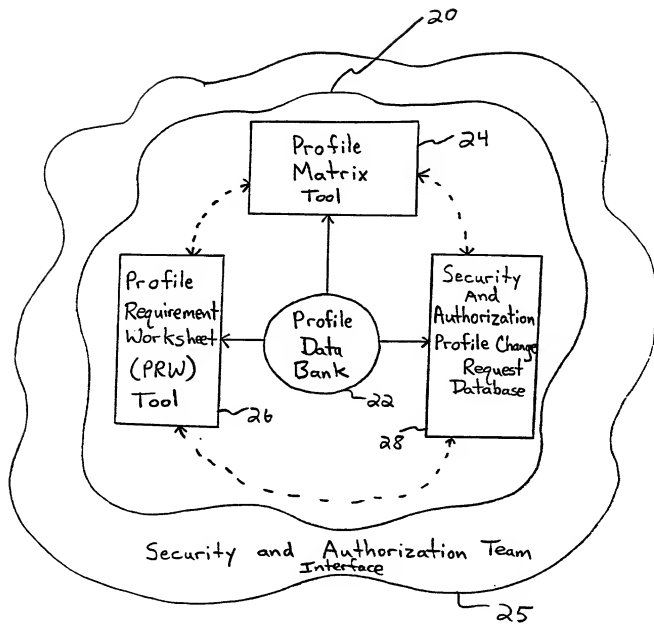 20
Profile
Matrix
Tool
24
Profile
Requirement
Worksheet
(PRW)
Tool
26
Profile
Data
Bank
22
Security
And
Authorization
Profile Change
Request
Database
28
Security and Authorization Team
Interface
25